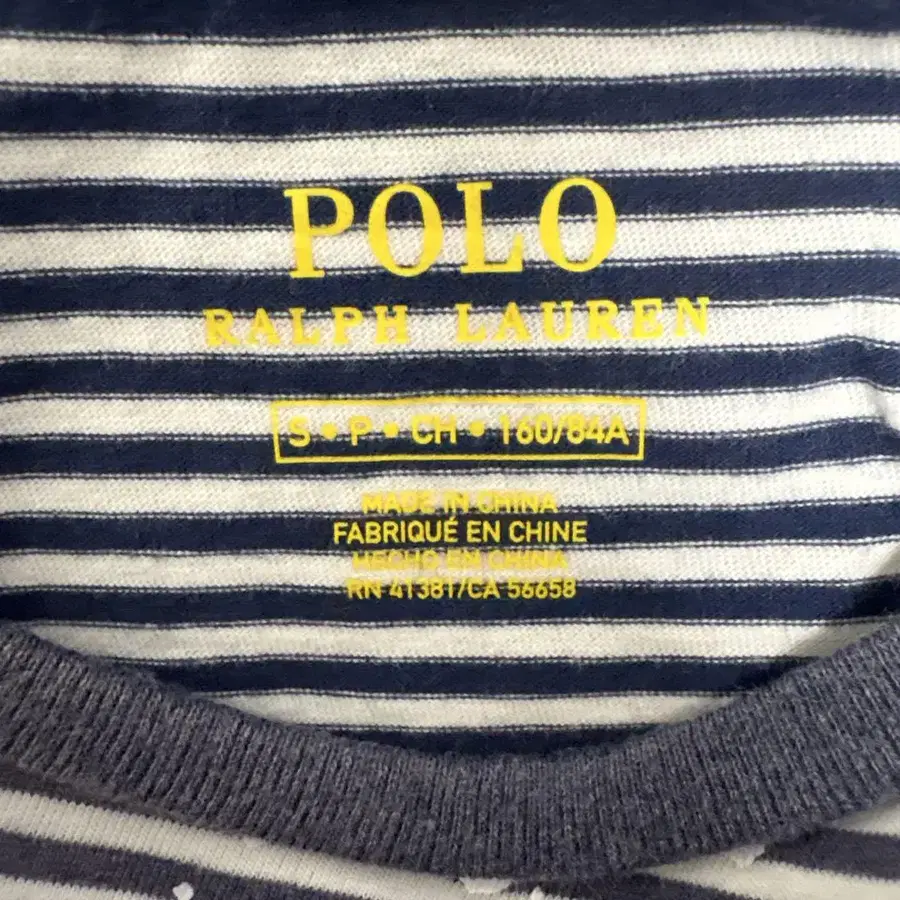 POLO
RALPH LAUREN
S • P • CH • 160/84A
MADE IN CHINA
FABRIQUÉ EN CHINE
HECHO EN CHINA
RN 41381/CA 56658